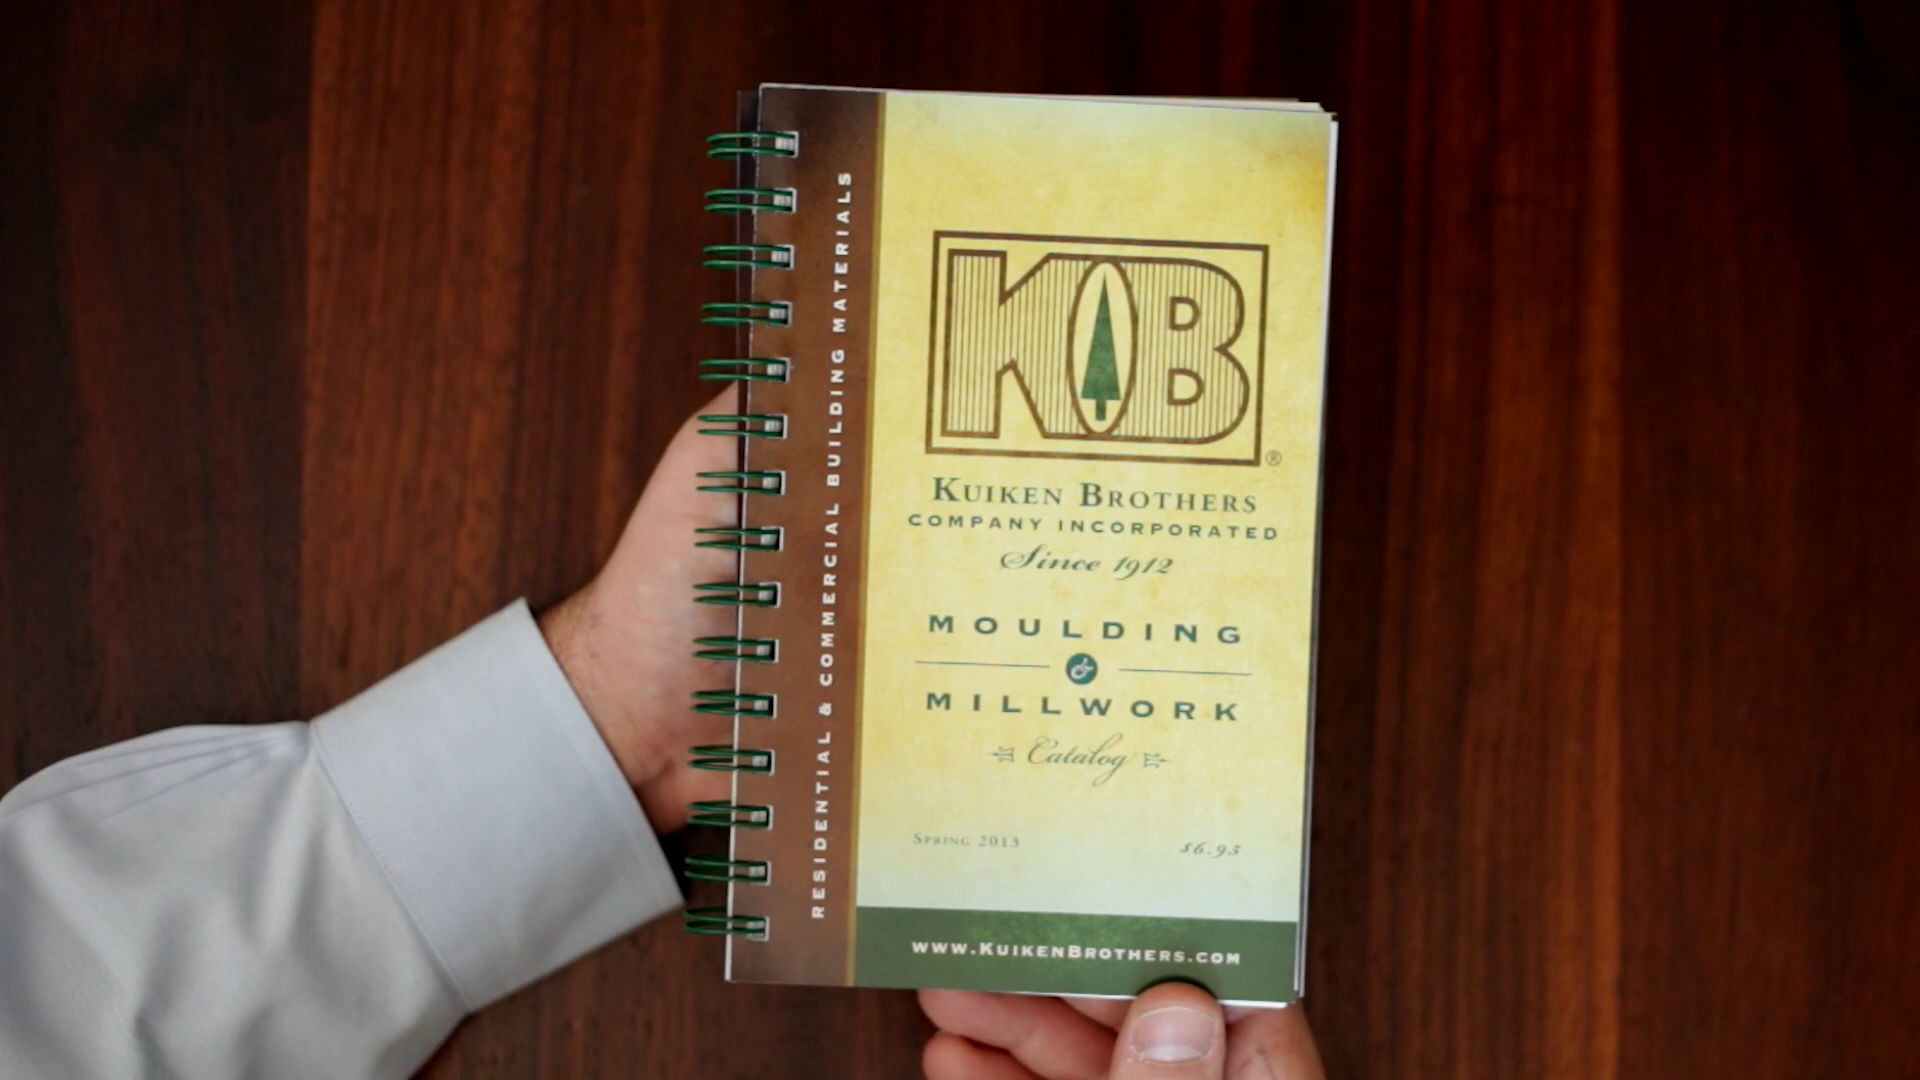 RESIDENTIAL & COMMERCIAL BUILDING MATERIALS
KB
®
KUIKEN BROTHERS
COMPANY INCORPORATED
Since 1912
MOULDING
&
MILLWORK
Catalog
SPRING 2013
$6.95
WWW.KUIKENBROTHERS.COM